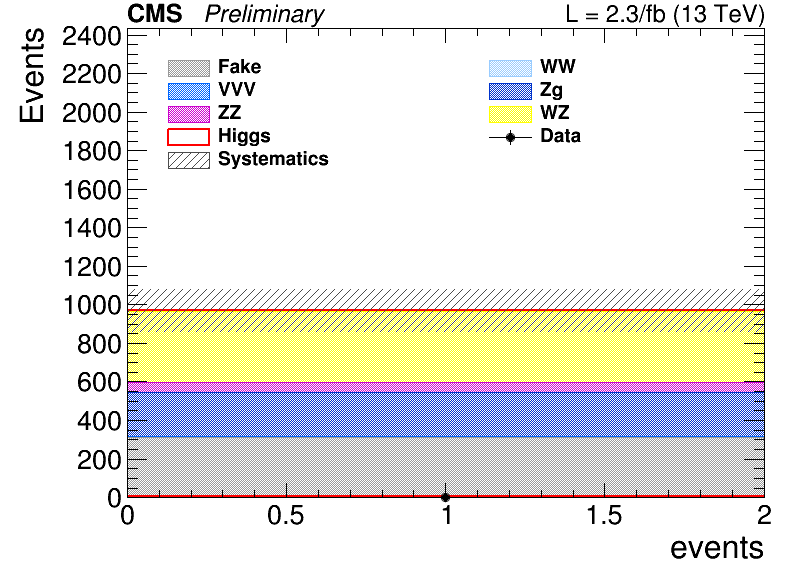 CMS Preliminary L = 2.3/fb (13 TeV)
Events
2400
2200
2000
1800
1600
1400
1200
1000
800
600
400
200
0
Fake WW
VVV Zg
ZZ WZ
Higgs Data
Systematics
0 0.5 1 1.5 2
events